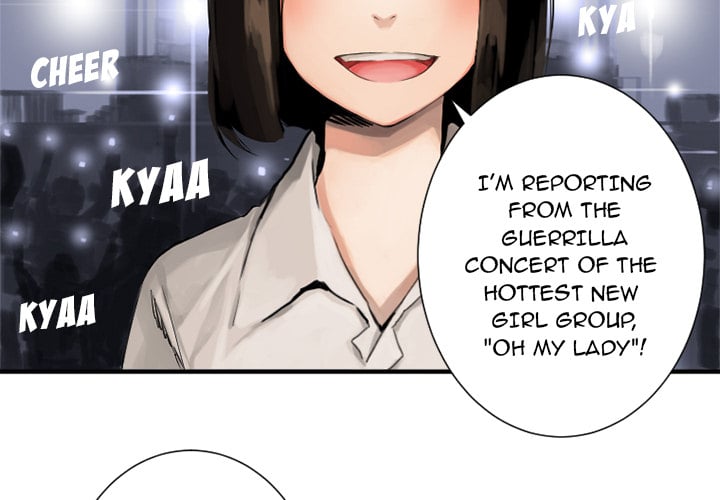 KYA
CHEER
KYAA
KYAA
I'M REPORTING
FROM THE
GUERRILLA
CONCERT OF THE
HOTTEST NEW
GIRL GROUP,
"OH MY LADY"!